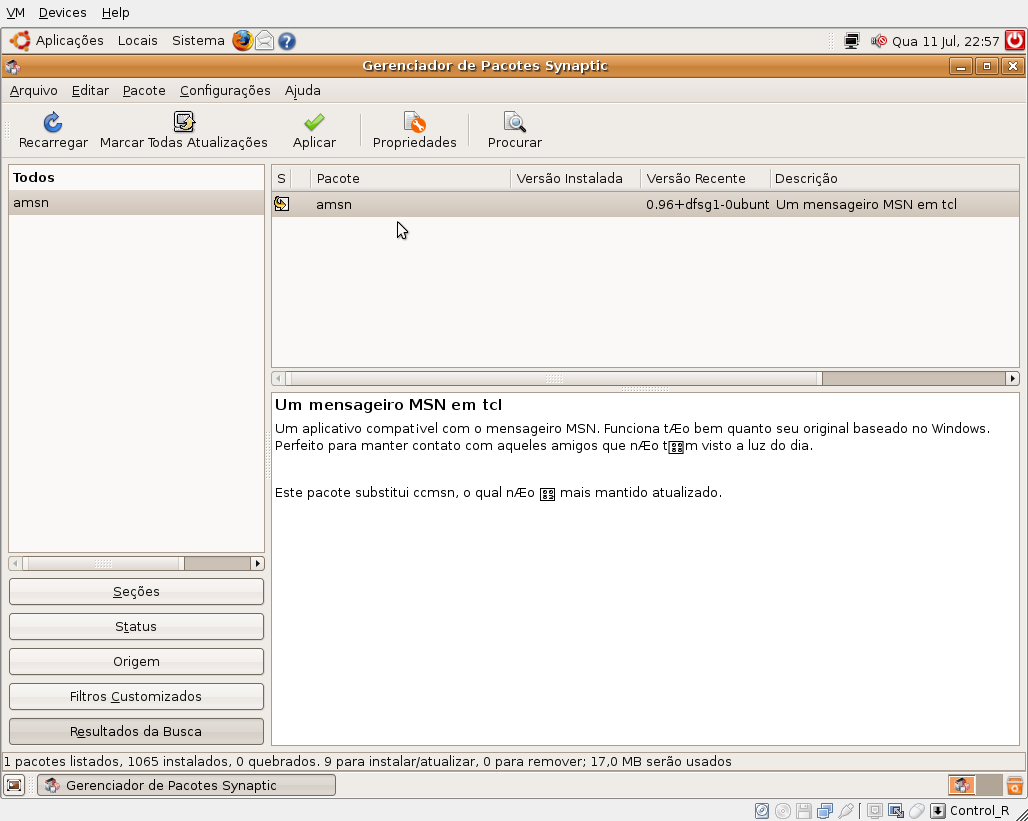 VM Devices Help
Aplicações Locais Sistema Qua 11 Jul, 22:57
Gerenciador de Pacotes Synaptic
Arquivo Editar Pacote Configurações Ajuda
Recarregar Marcar Todas Atualizações Aplicar Propriedades Procurar
Todos
amsn
S Pacote Versão Instalada Versão Recente Descrição
amsn 0.96+dfsg1-0ubunt Um mensageiro MSN em tcl
Um mensageiro MSN em tcl
Um aplicativo compat¡vel com o mensageiro MSN. Funciona tÆo bem quanto seu original baseado no Windows.
Perfeito para manter contato com aqueles amigos que nÆo tm visto a luz do dia.
Este pacote substitui ccmsn, o qual nÆo mais mantido atualizado.
Seções
Status
Origem
Filtros Customizados
Resultados da Busca
1 pacotes listados, 1065 instalados, 0 quebrados. 9 para instalar/atualizar, 0 para remover; 17,0 MB serão usados
Gerenciador de Pacotes Synaptic
Control_R